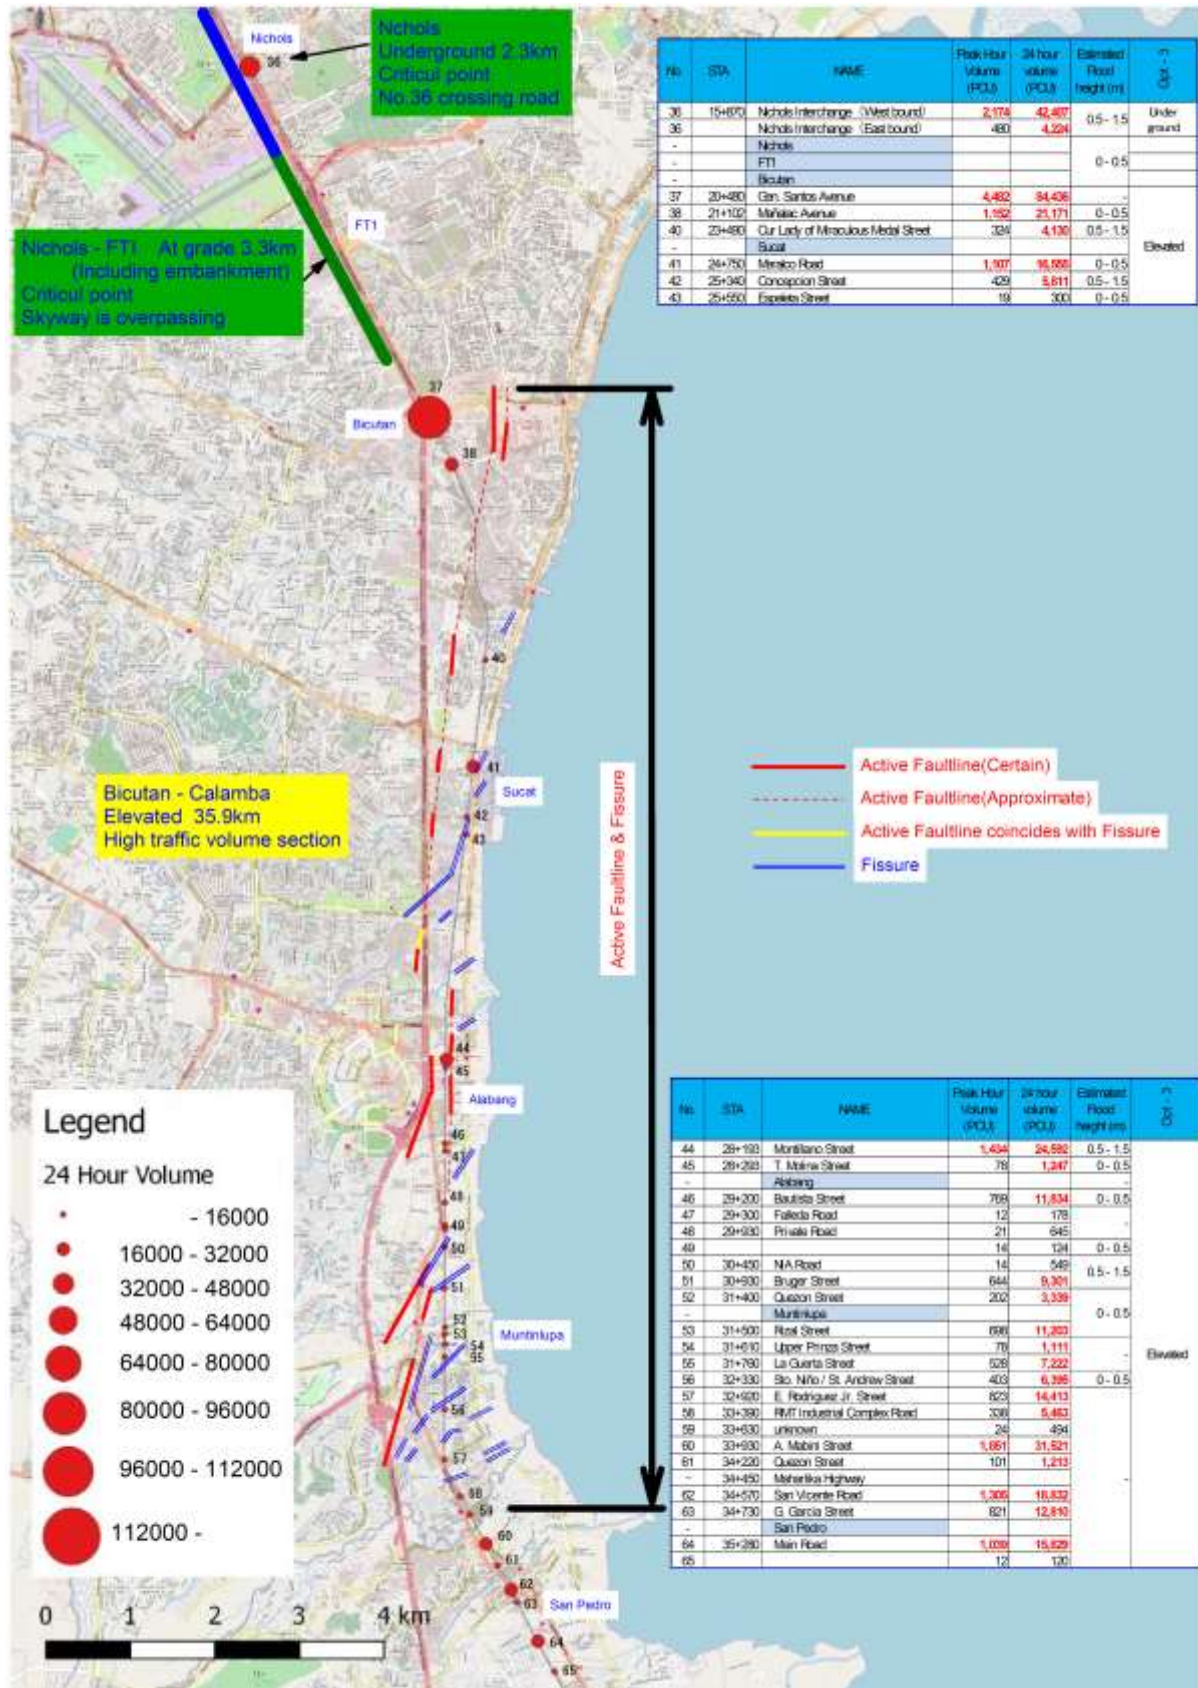 Nichols
36
Nchols
Underground 2.3km
Criticul point
No.36 crossing road
FT1
Nichols - FTI At grade 3.3km
(Including embankment)
Criticul point
Skyway is overpassing
No. STA NAME Peak Hour Volume (PCU) 24 hour volume (PCU) Estimated Flood height (m) Opt - 3
36 15+870 Nichols Interchange (West bound) 2,174 42,487 0.5 - 1.5 Under ground
36 Nichols Interchange (East bound) 480 4,224
- Nichols
- FTI 0 - 0.5
- Bicutan
37 20+480 Gen. Santos Avenue 4,482 84,436 -
38 21+102 Mañalac Avenue 1,152 21,171 0 - 0.5
40 23+490 Our Lady of Miraculous Medal Street 324 4,130 0.5 - 1.5 Elevated
- Sucat
41 24+750 Meralco Road 1,107 16,555 0 - 0.5
42 25+340 Concepcion Street 429 5,611 0.5 - 1.5
43 25+550 Espeleta Street 19 300 0 - 0.5
37
Bicutan
38
40
41
Sucat
42
43
Bicutan - Calamba
Elevated 35.9km
High traffic volume section
Active Faultline & Fissure
Active Faultline(Certain)
Active Faultline(Approximate)
Active Faultline coincides with Fissure
Fissure
44
45
Alabang
46
47
48
49
50
51
52
53
54
55
Muntinlupa
56
57
58
59
60
61
62
63
San Pedro
64
65
No. STA NAME Peak Hour Volume (PCU) 24 hour volume (PCU) Estimated Flood height (m) Opt - 3
44 28+193 Montillano Street 1,434 24,592 0.5 - 1.5
45 28+293 T. Molina Street 78 1,247 0 - 0.5
- Alabang -
46 29+200 Bautista Street 769 11,834 0 - 0.5
47 29+300 Falleda Road 12 178 -
48 29+930 Private Road 21 645
49 14 124 0 - 0.5
50 30+450 NIA Road 14 549 0.5 - 1.5
51 30+930 Bruger Street 644 9,301
52 31+400 Quezon Street 202 3,339
- Muntinlupa 0 - 0.5
53 31+500 Rizal Street 698 11,203
54 31+610 Upper Prinza Street 78 1,111 -
55 31+780 La Guerta Street 528 7,222 Elevated
56 32+330 Sto. Niño / St. Andrew Street 403 6,395 0 - 0.5
57 32+920 E. Rodriguez Jr. Street 823 14,413
58 33+390 RMT Industrial Complex Road 338 5,463
59 33+630 unknown 24 494
60 33+930 A. Mabini Street 1,851 31,521
61 34+220 Quezon Street 101 1,213
- 34+450 Maharlika Highway -
62 34+570 San Vicente Road 1,306 18,832
63 34+730 G. Garcia Street 821 12,810
- San Pedro
64 35+280 Main Road 1,039 15,829
65 12 120
Legend
24 Hour Volume
- 16000
16000 - 32000
32000 - 48000
48000 - 64000
64000 - 80000
80000 - 96000
96000 - 112000
112000 -
0 1 2 3 4 km